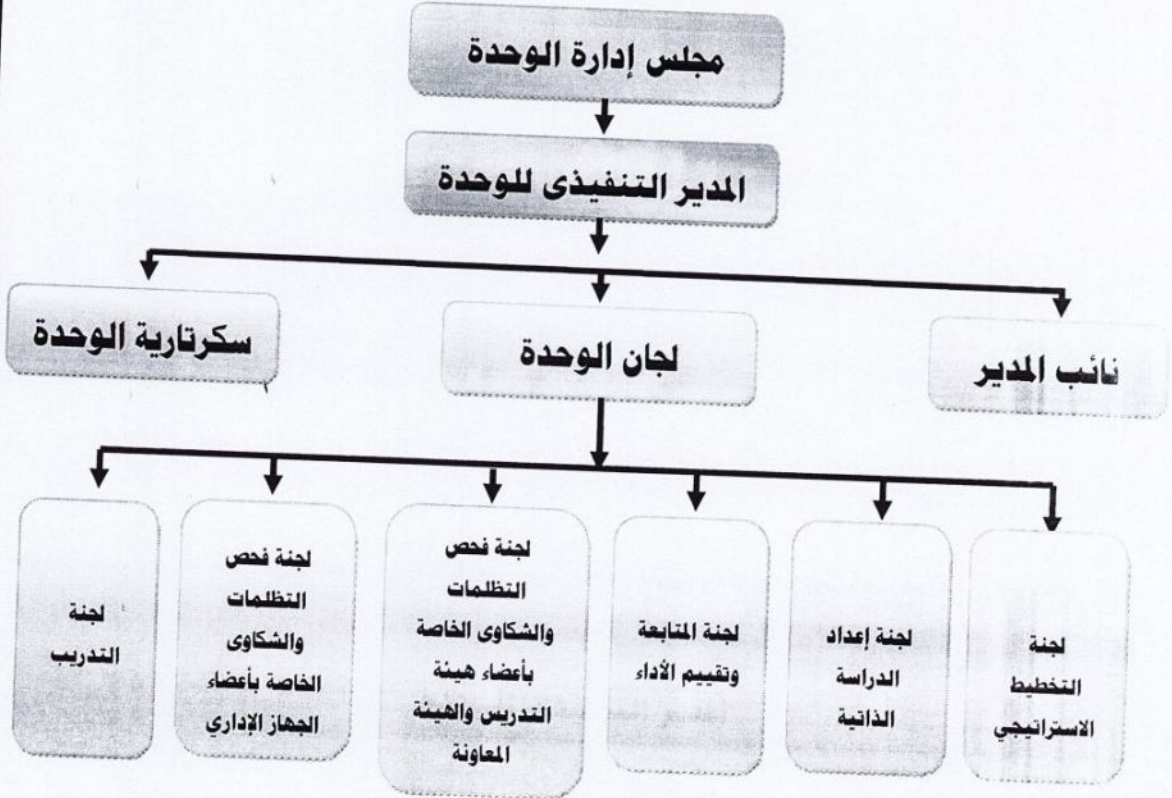 مجلس إدارة الوحدة
المدير التنفيذى للوحدة
نائب المدير
لجان الوحدة
سكرتارية الوحدة
لجنة
التخطيط
الاستراتيجي
لجنة إعداد
الدراسة
الذاتية
لجنة المتابعة
وتقييم الأداء
لجنة فحص
التظلمات
والشكاوى الخاصة
بأعضاء هيئة
التدريس والهيئة
المعاونة
لجنة فحص
التظلمات
والشكاوى
الخاصة بأعضاء
الجهاز الإداري
لجنة
التدريب